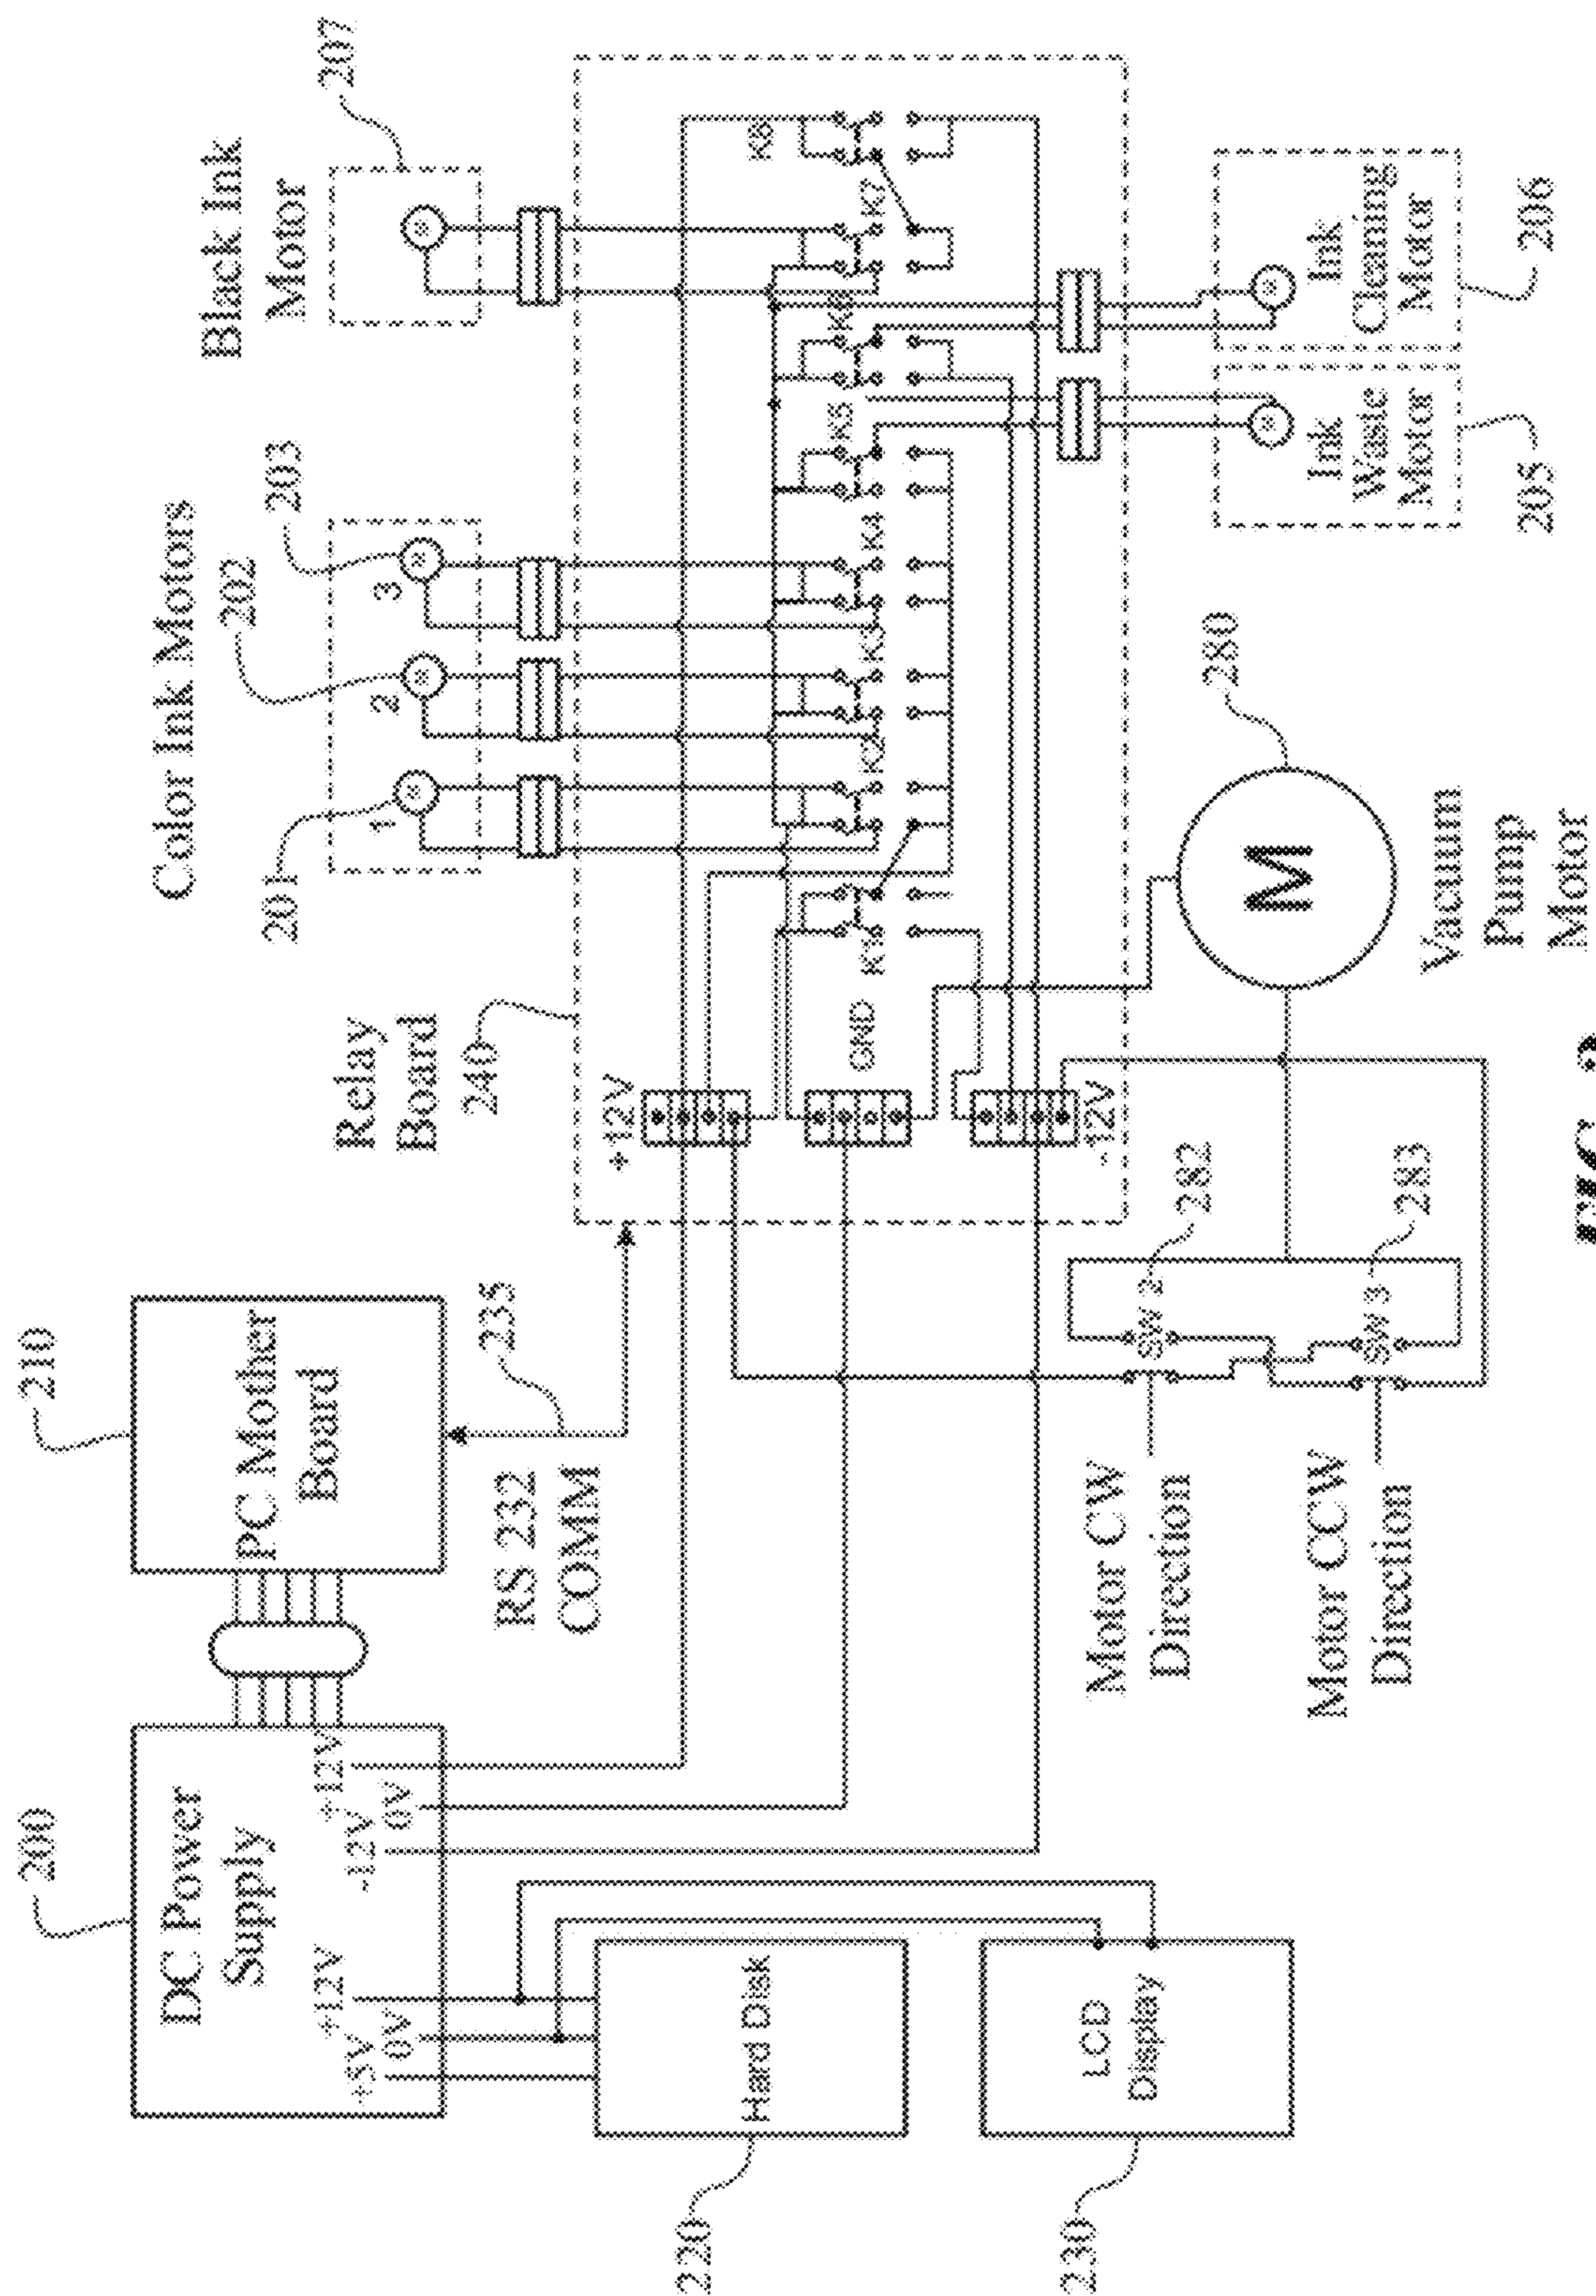 200
DC Power
Supply
+12V
+5V
0V
+12V
-12V
0V
210
PC Mother
Board
RS 232
COMM
235
220
Hard Disk
230
LCD
Display
Relay
Board
240
+12V
GND
-12V
K1
K2
K3
K4
K5
K6
K7
K8
Color Ink Motors
201
202
203
1
2
3
Black Ink
Motor
207
Motor CW
Direction
Motor CCW
Direction
SW 2
282
SW 3
283
M
280
Vacuum
Pump
Motor
Ink
Waste
Motor
205
Ink
Cleaning
Motor
206